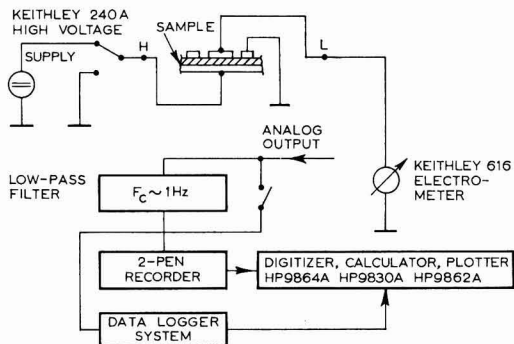 KEITHLEY 240A
HIGH VOLTAGE
SUPPLY
H
SAMPLE
L
ANALOG
OUTPUT
KEITHLEY 616
ELECTRO-
METER
LOW-PASS
FILTER
Fc ~ 1Hz
2-PEN
RECORDER
DIGITIZER, CALCULATOR, PLOTTER
HP9864A HP9830A HP9862A
DATA LOGGER
SYSTEM